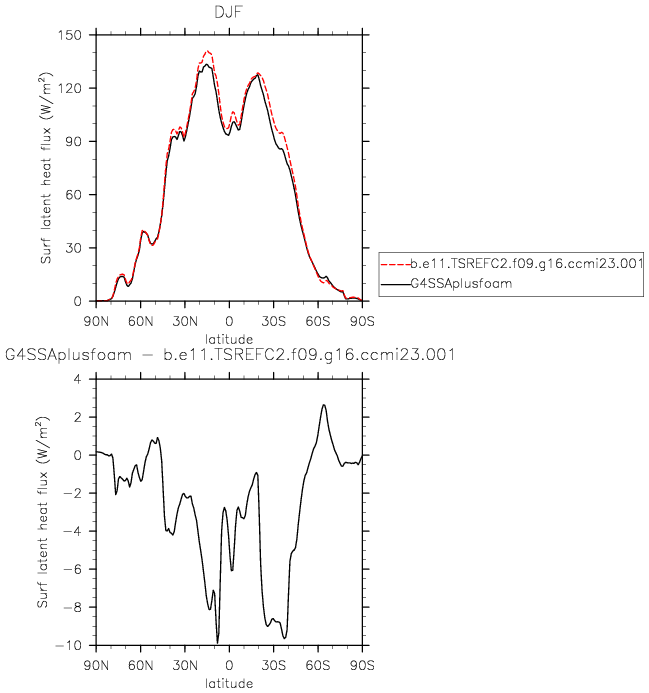 DJF
Surf latent heat flux (W/m²)
150
120
90
60
30
0
90N 60N 30N 0 30S 60S 90S
latitude
b.e11.TSREFC2.f09.g16.ccmi23.001
G4SSAplusfoam
G4SSAplusfoam – b.e11.TSREFC2.f09.g16.ccmi23.001
Surf latent heat flux (W/m²)
4
2
0
−2
−4
−6
−8
−10
90N 60N 30N 0 30S 60S 90S
latitude